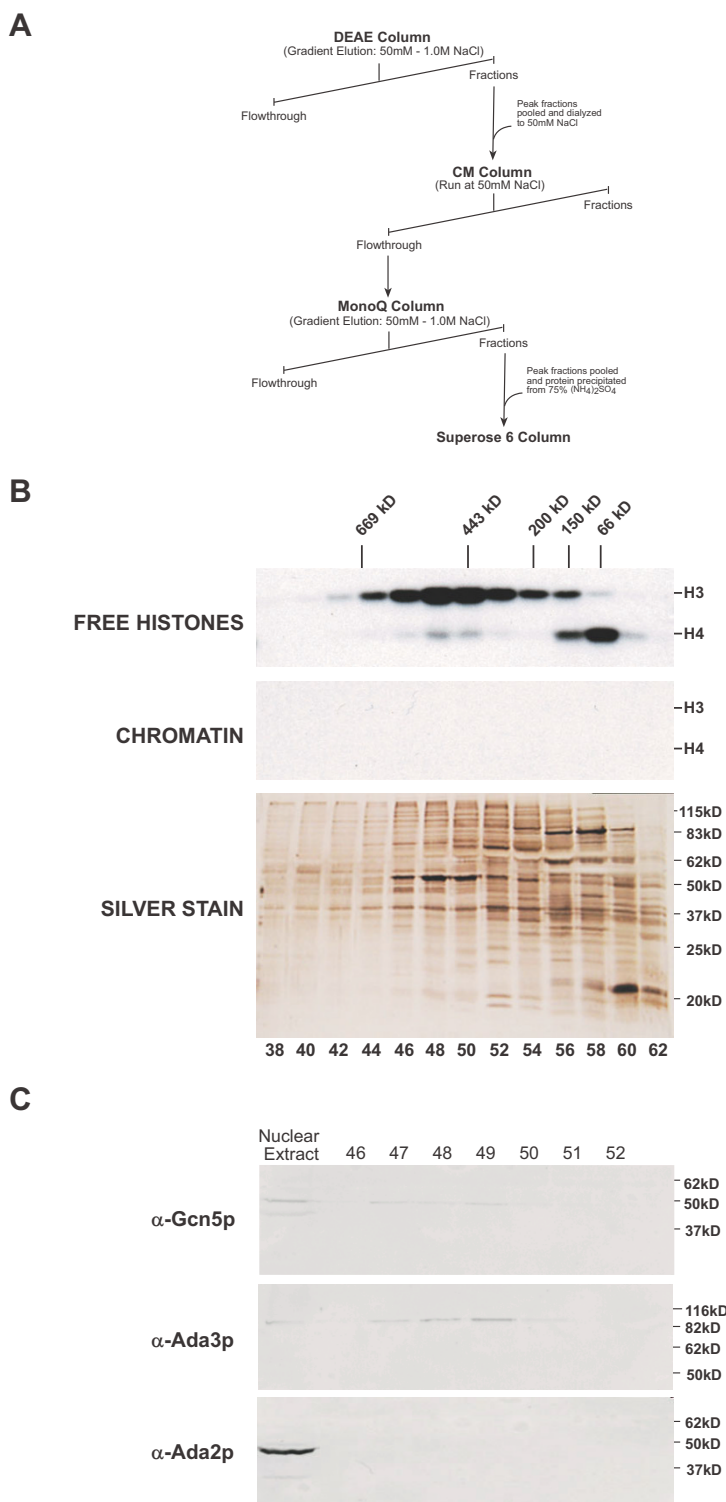 A
DEAE Column
(Gradient Elution: 50mM - 1.0M NaCl)
Fractions
Flowthrough
Peak fractions
pooled and dialyzed
to 50mM NaCl
CM Column
(Run at 50mM NaCl)
Fractions
Flowthrough
MonoQ Column
(Gradient Elution: 50mM - 1.0M NaCl)
Fractions
Flowthrough
Peak fractions pooled
and protein precipitated
from 75% (NH₄)₂SO₄
Superose 6 Column
B
669 kD 443 kD 200 kD 150 kD 66 kD
FREE HISTONES
H3
H4
CHROMATIN
H3
H4
SILVER STAIN
115kD
83kD
62kD
50kD
37kD
25kD
20kD
38 40 42 44 46 48 50 52 54 56 58 60 62
C
Nuclear
Extract 46 47 48 49 50 51 52
α-Gcn5p
62kD
50kD
37kD
α-Ada3p
116kD
82kD
62kD
50kD
α-Ada2p
62kD
50kD
37kD